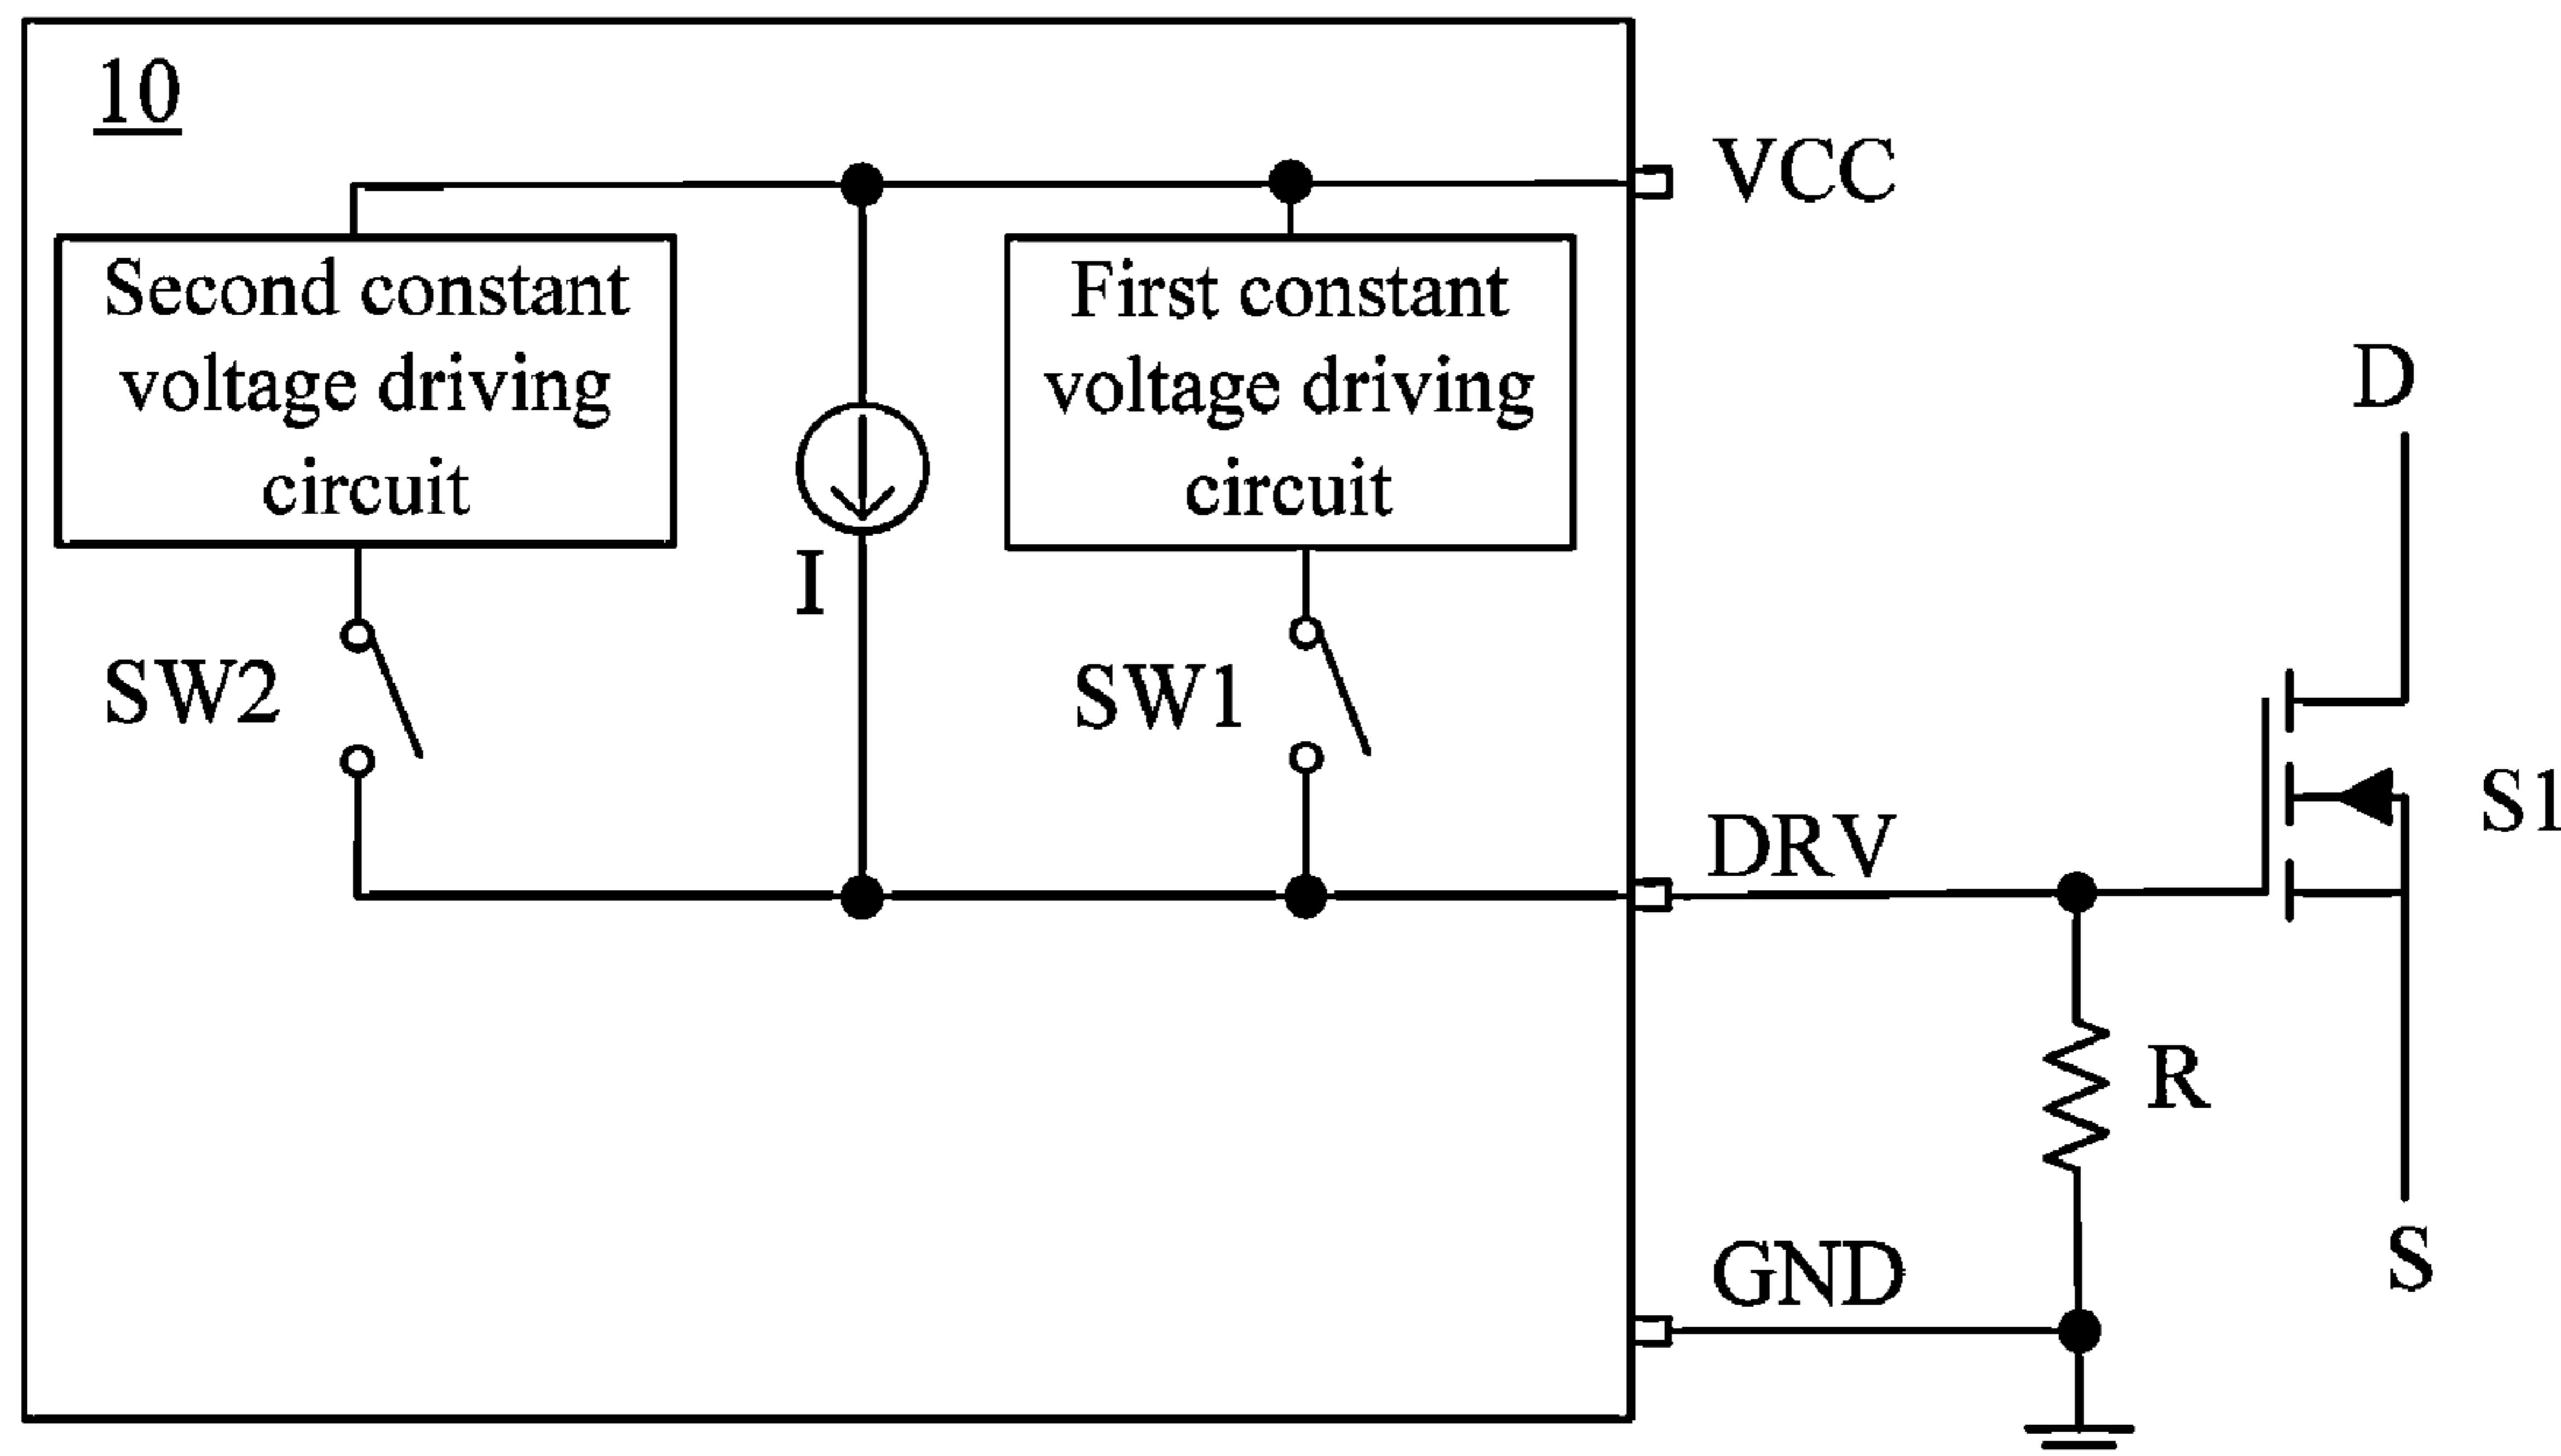 10
VCC
Second constant
voltage driving
circuit
First constant
voltage driving
circuit
D
I
SW2
SW1
DRV
S1
R
GND
S